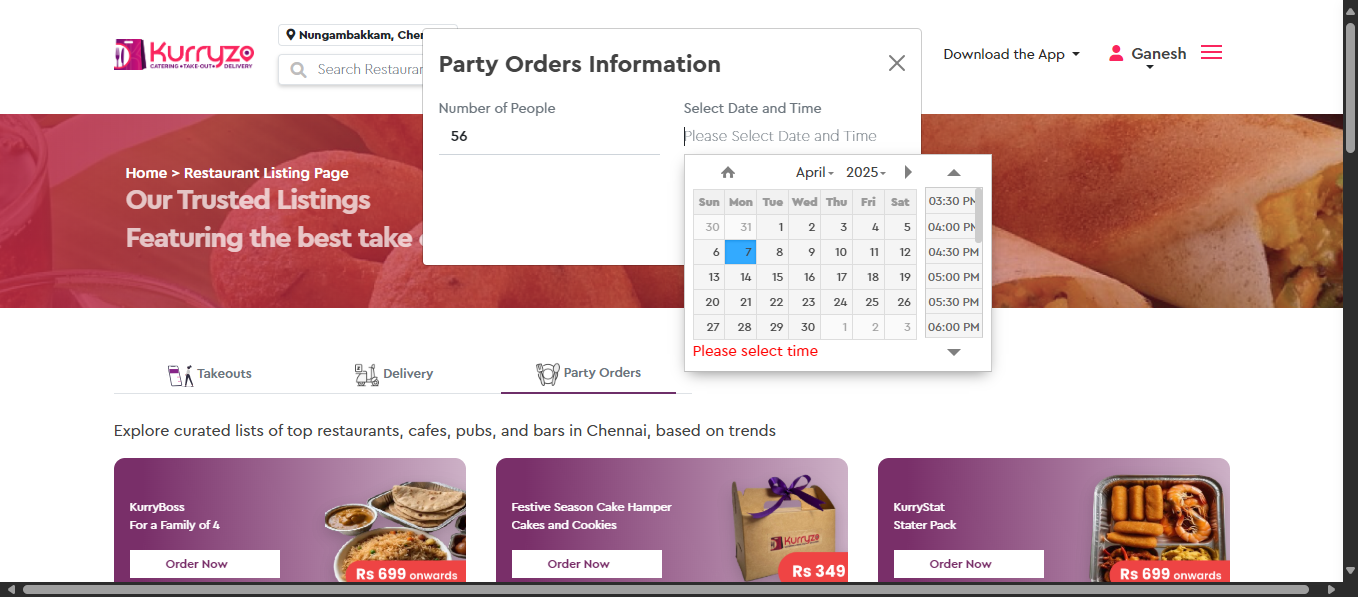 Kurryzo
CATERING • TAKE-OUT • DELIVERY
Nungambakkam, Cher
Search Restaurar
Download the App
Ganesh
Party Orders Information
Number of People
Select Date and Time
56
Please Select Date and Time
April 2025
Sun Mon Tue Wed Thu Fri Sat
30 31 1 2 3 4 5
6 7 8 9 10 11 12
13 14 15 16 17 18 19
20 21 22 23 24 25 26
27 28 29 30 1 2 3
03:30 PM
04:00 PM
04:30 PM
05:00 PM
05:30 PM
06:00 PM
Please select time
Home > Restaurant Listing Page
Our Trusted Listings
Featuring the best take
Takeouts
Delivery
Party Orders
Explore curated lists of top restaurants, cafes, pubs, and bars in Chennai, based on trends
KurryBoss
For a Family of 4
Order Now
Rs 699 onwards
Festive Season Cake Hamper
Cakes and Cookies
Order Now
Kurryzo
Rs 349
KurryStat
Stater Pack
Order Now
Rs 699 onwards